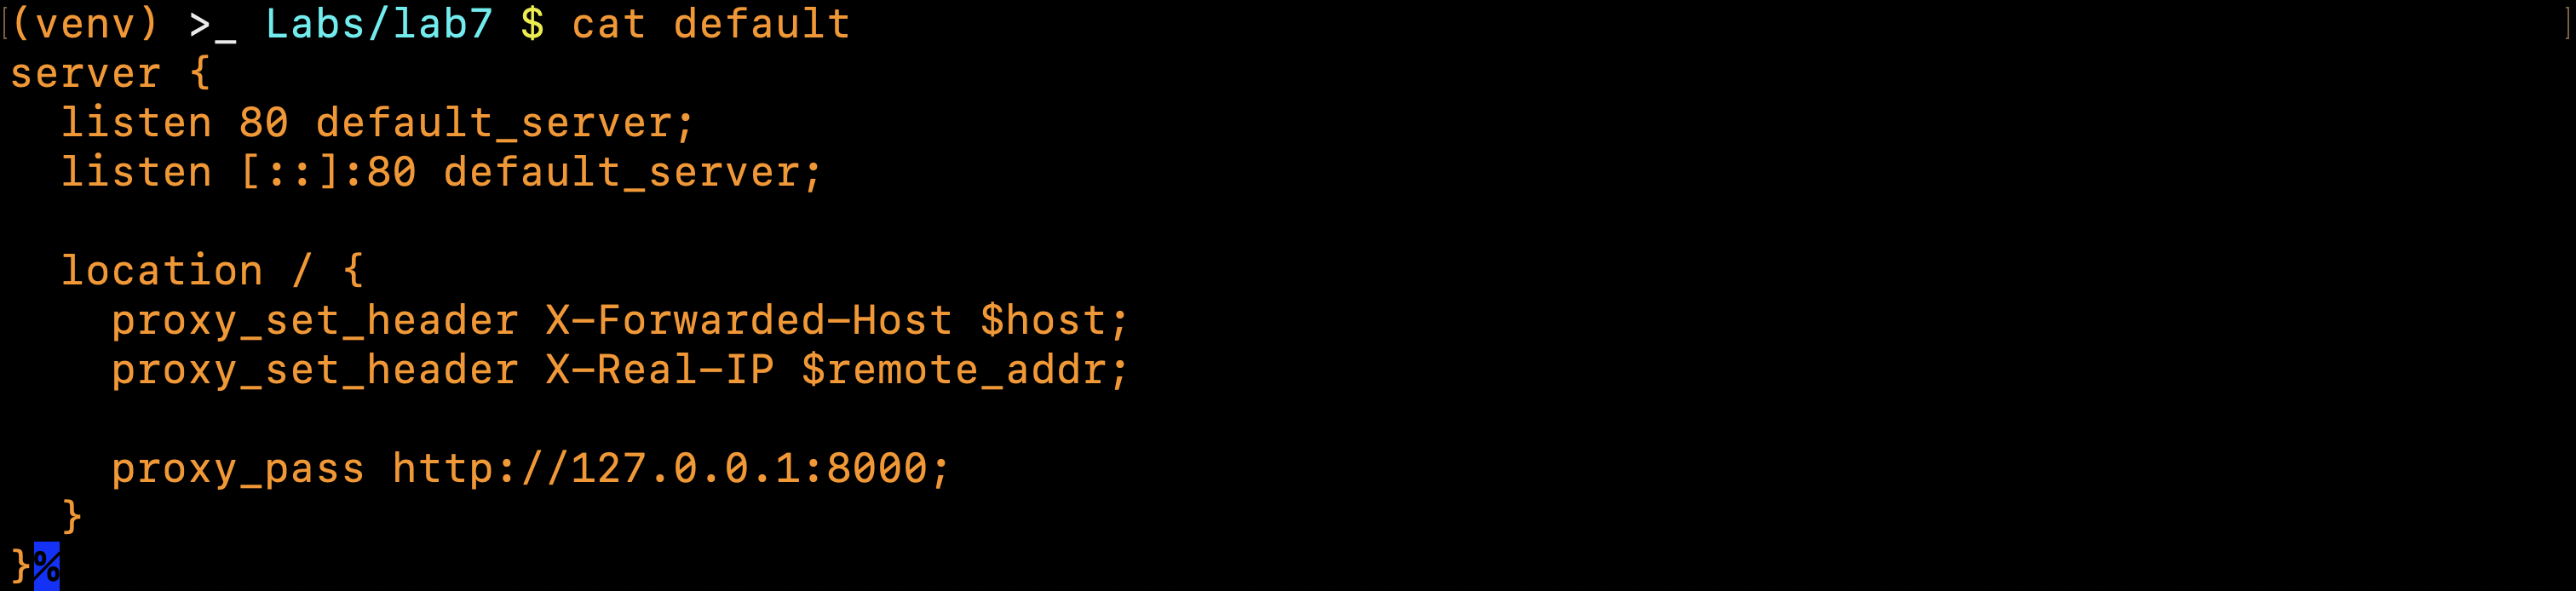 (venv) >_ Labs/lab7 $ cat default
server {
  listen 80 default_server;
  listen [::]:80 default_server;

  location / {
    proxy_set_header X-Forwarded-Host $host;
    proxy_set_header X-Real-IP $remote_addr;

    proxy_pass http://127.0.0.1:8000;
  }
}%